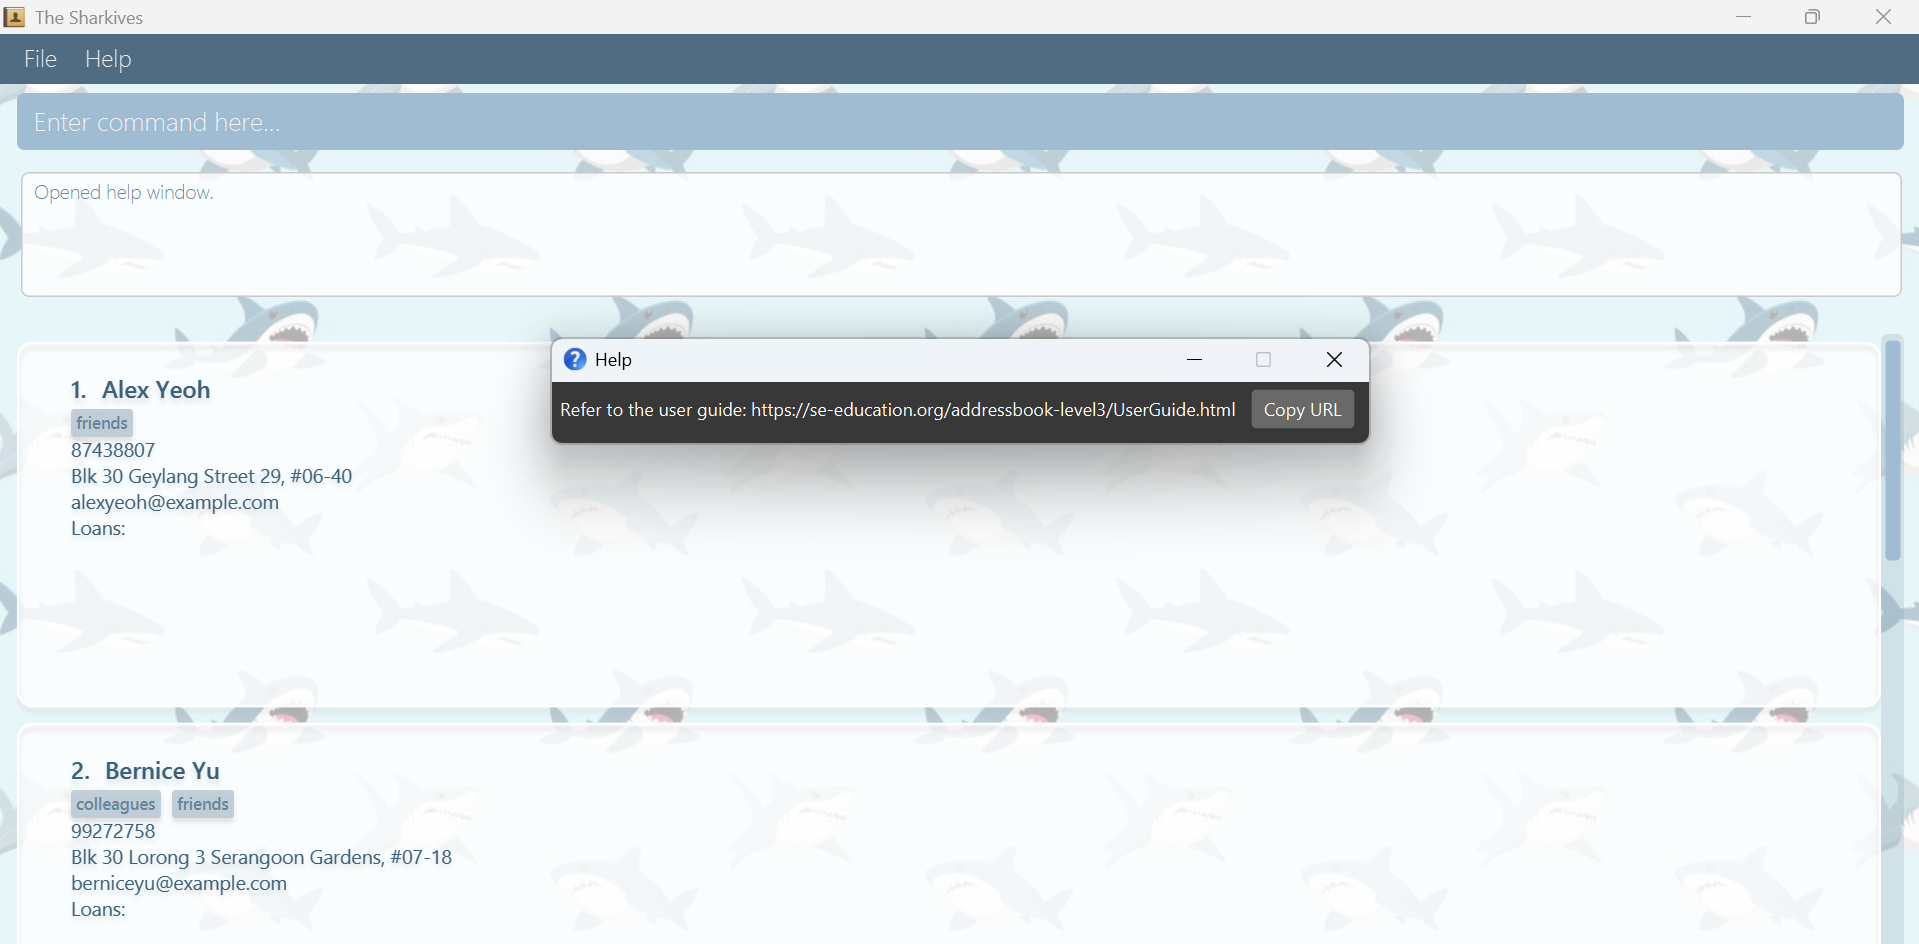 The Sharkives
File Help
Enter command here...
Opened help window.
Help
Refer to the user guide: https://se-education.org/addressbook-level3/UserGuide.html Copy URL
1. Alex Yeoh
friends
87438807
Blk 30 Geylang Street 29, #06-40
alexyeoh@example.com
Loans:
2. Bernice Yu
colleagues friends
99272758
Blk 30 Lorong 3 Serangoon Gardens, #07-18
berniceyu@example.com
Loans: